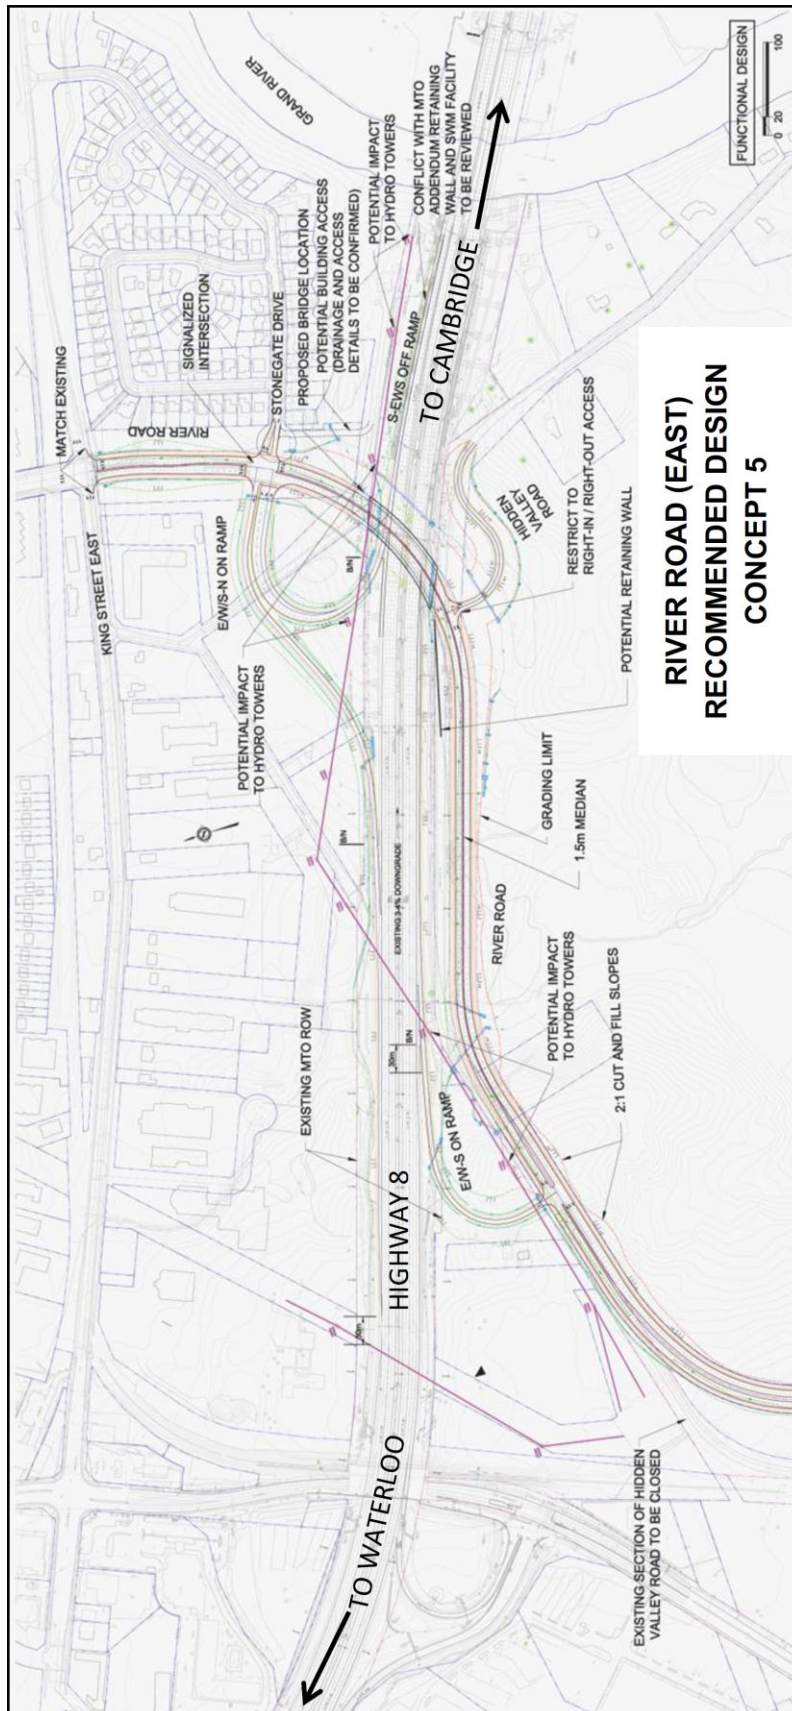 GRAND RIVER
FUNCTIONAL DESIGN
0 20 100
MATCH EXISTING
SIGNALIZED
INTERSECTION
STONEGATE DRIVE
PROPOSED BRIDGE LOCATION
POTENTIAL BUILDING ACCESS
(DRAINAGE AND ACCESS
DETAILS TO BE CONFIRMED)
POTENTIAL IMPACT
TO HYDRO TOWERS
CONFLICT WITH MTO
ADDENDUM RETAINING
WALL AND SWM FACILITY
TO BE REVIEWED
RIVER ROAD
S-EWS OFF RAMP
TO CAMBRIDGE
KING STREET EAST
E/W/S-N ON RAMP
B/N
HIDDEN
VALLEY
ROAD
RESTRICT TO
RIGHT-IN / RIGHT-OUT ACCESS
POTENTIAL RETAINING WALL
RIVER ROAD (EAST)
RECOMMENDED DESIGN
CONCEPT 5
POTENTIAL IMPACT
TO HYDRO TOWERS
B/N
EXISTING 3-4% DOWNGRADE
GRADING LIMIT
1.5m MEDIAN
RIVER ROAD
EXISTING MTO ROW
30m
B/N
POTENTIAL IMPACT
TO HYDRO TOWERS
E/W-S ON RAMP
2:1 CUT AND FILL SLOPES
HIGHWAY 8
TO WATERLOO
EXISTING SECTION OF HIDDEN
VALLEY ROAD TO BE CLOSED